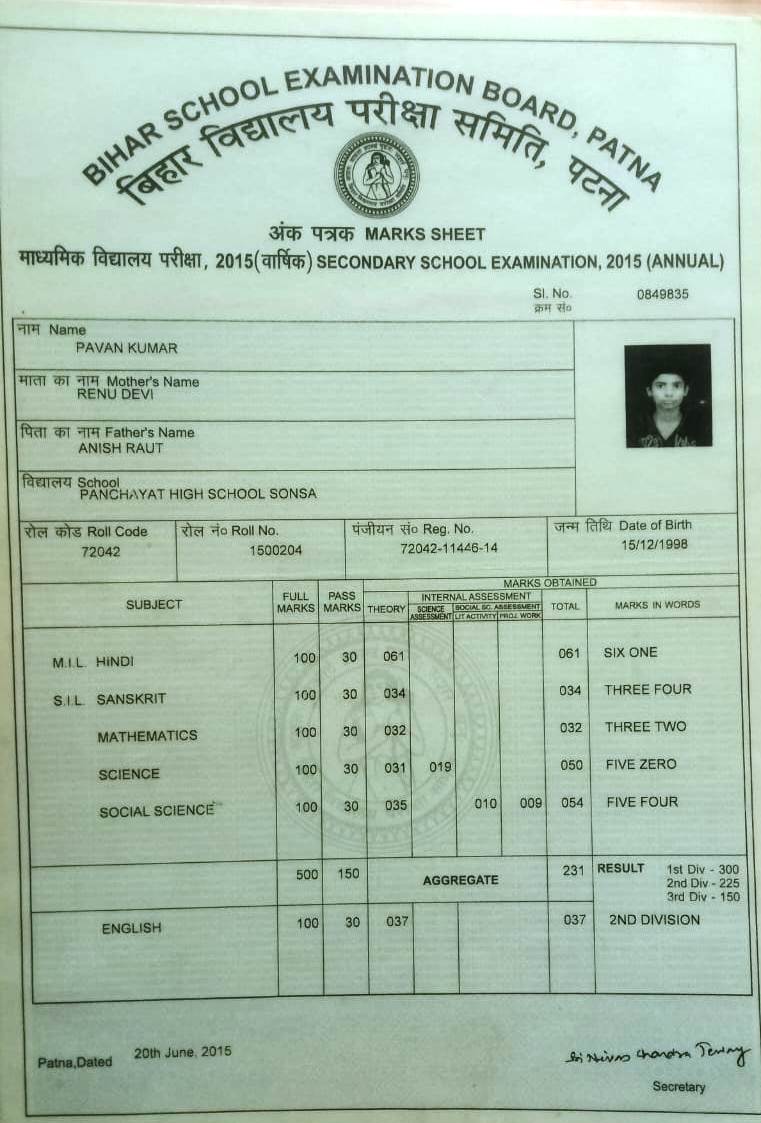 BIHAR SCHOOL EXAMINATION BOARD, PATNA
बिहार विद्यालय परीक्षा समिति, पटना
अंक पत्रक MARKS SHEET
माध्यमिक विद्यालय परीक्षा, 2015(वार्षिक) SECONDARY SCHOOL EXAMINATION, 2015 (ANNUAL)
Sl. No. 0849835
क्रम सं०
नाम Name
PAVAN KUMAR
माता का नाम Mother's Name
RENU DEVI
पिता का नाम Father's Name
ANISH RAUT
विद्यालय School
PANCHAYAT HIGH SCHOOL SONSA
रोल कोड Roll Code रोल नं० Roll No. पंजीयन सं० Reg. No. जन्म तिथि Date of Birth
72042 1500204 72042-11446-14 15/12/1998
MARKS OBTAINED
SUBJECT FULL MARKS PASS MARKS THEORY INTERNAL ASSESSMENT TOTAL MARKS IN WORDS
SCIENCE ASSESSMENT SOCIAL SC. ASSESSMENT
LIT ACTIVITY PROJ. WORK
M.I.L. HINDI 100 30 061 061 SIX ONE
S.I.L. SANSKRIT 100 30 034 034 THREE FOUR
MATHEMATICS 100 30 032 032 THREE TWO
SCIENCE 100 30 031 019 050 FIVE ZERO
SOCIAL SCIENCE 100 30 035 010 009 054 FIVE FOUR
500 150 AGGREGATE 231 RESULT 1st Div - 300
2nd Div - 225
3rd Div - 150
ENGLISH 100 30 037 037 2ND DIVISION
Patna,Dated 20th June, 2015
Secretary